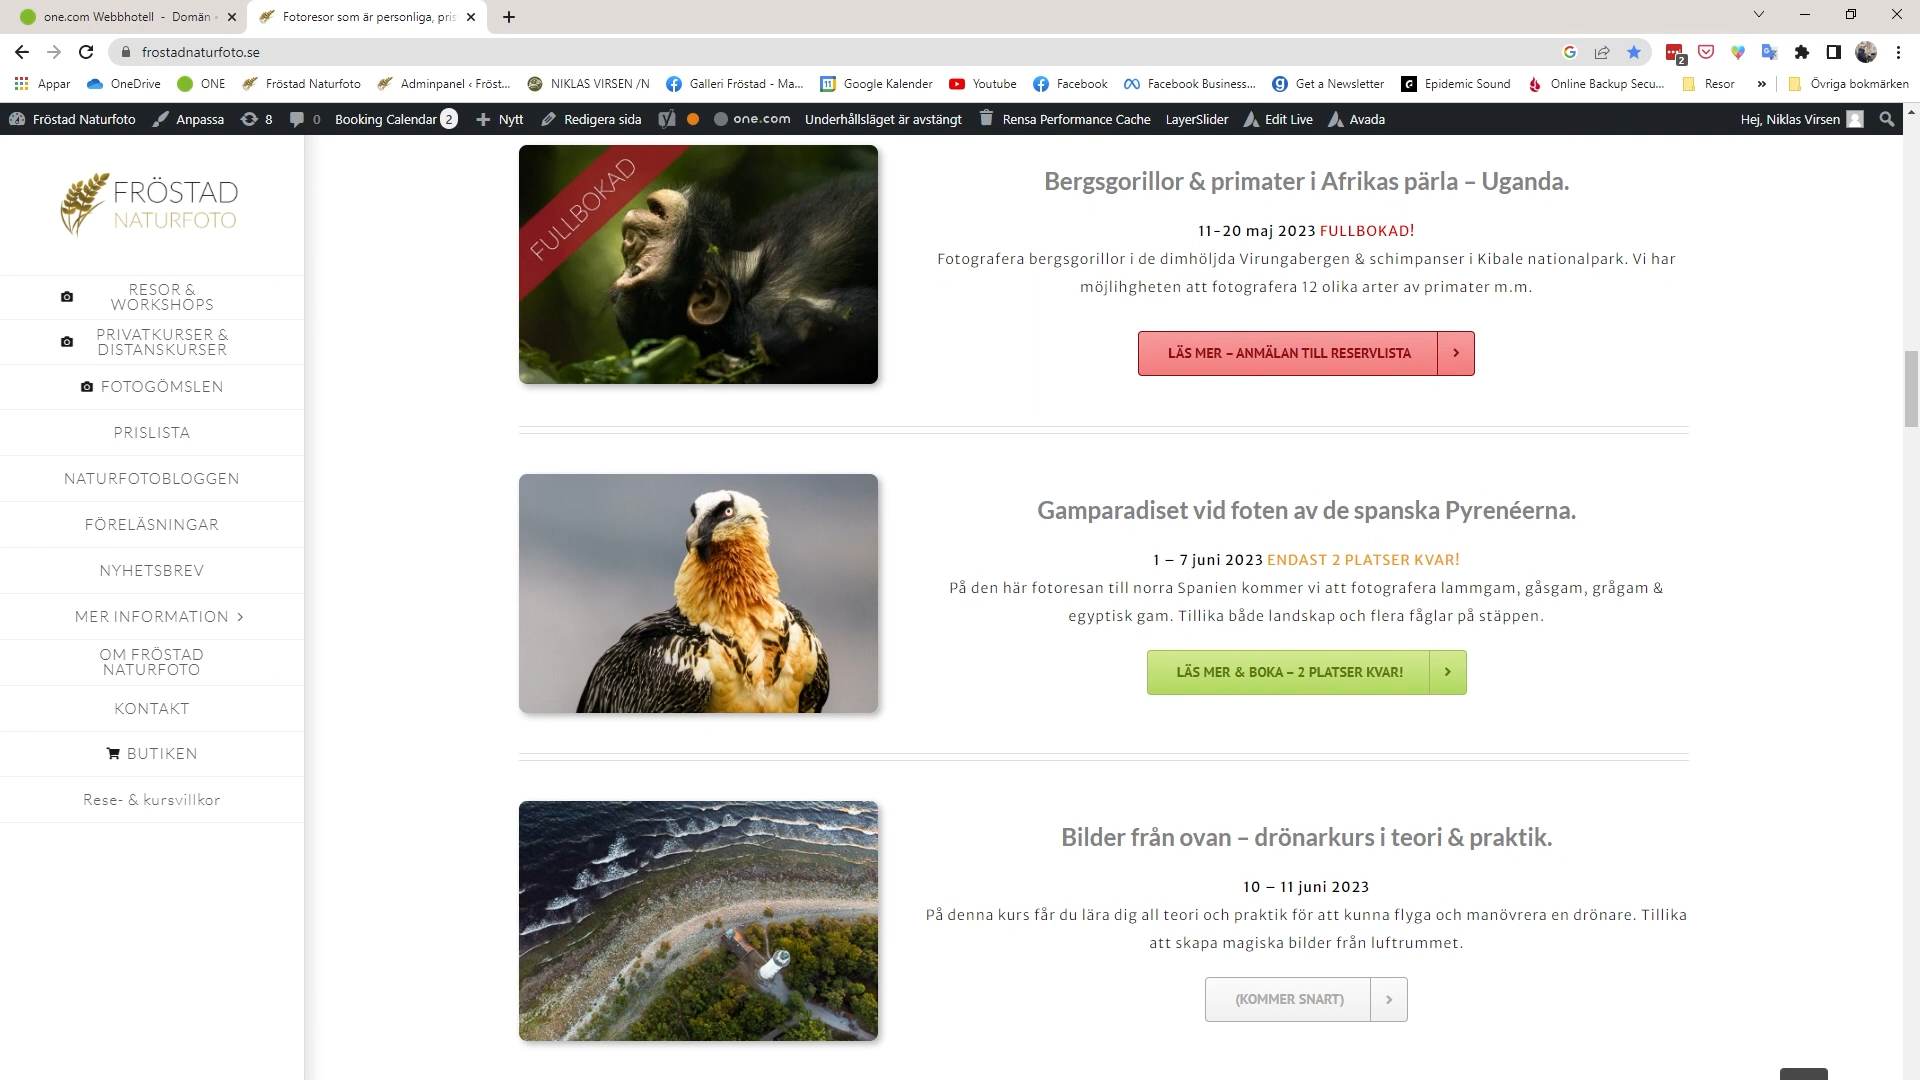 one.com Webbhotell - Domän
Fotoresor som är personliga, pris
frostadnaturfoto.se
2
Appar
OneDrive
ONE
Fröstad Naturfoto
Adminpanel ‹ Fröst...
NIKLAS VIRSEN /N
Galleri Fröstad - Ma...
Google Kalender
Youtube
Facebook
Facebook Business...
Get a Newsletter
Epidemic Sound
Online Backup Secu...
Resor
»
Övriga bokmärken
Fröstad Naturfoto
Anpassa
8
0
Booking Calendar 2
Nytt
Redigera sida
one.com
Underhållsläget är avstängt
Rensa Performance Cache
LayerSlider
Edit Live
Avada
Hej, Niklas Virsen
FRÖSTAD
NATURFOTO
RESOR &
WORKSHOPS
PRIVATKURSER &
DISTANSKURSER
FOTOGÖMSLEN
PRISLISTA
NATURFOTOBLOGGEN
FÖRELÄSNINGAR
NYHETSBREV
MER INFORMATION
OM FRÖSTAD
NATURFOTO
KONTAKT
BUTIKEN
Rese- & kursvillkor
FULLBOKAD
Bergsgorillor & primater i Afrikas pärla – Uganda.
11-20 maj 2023 FULLBOKAD!
Fotografera bergsgorillor i de dimhöljda Virungabergen & schimpanser i Kibale nationalpark. Vi har
möjlihgheten att fotografera 12 olika arter av primater m.m.
LÄS MER – ANMÄLAN TILL RESERVLISTA
Gamparadiset vid foten av de spanska Pyrenéerna.
1 – 7 juni 2023 ENDAST 2 PLATSER KVAR!
På den här fotoresan till norra Spanien kommer vi att fotografera lammgam, gåsgam, grågam &
egyptisk gam. Tillika både landskap och flera fåglar på stäppen.
LÄS MER & BOKA – 2 PLATSER KVAR!
Bilder från ovan – drönarkurs i teori & praktik.
10 – 11 juni 2023
På denna kurs får du lära dig all teori och praktik för att kunna flyga och manövrera en drönare. Tillika
att skapa magiska bilder från luftrummet.
(KOMMER SNART)